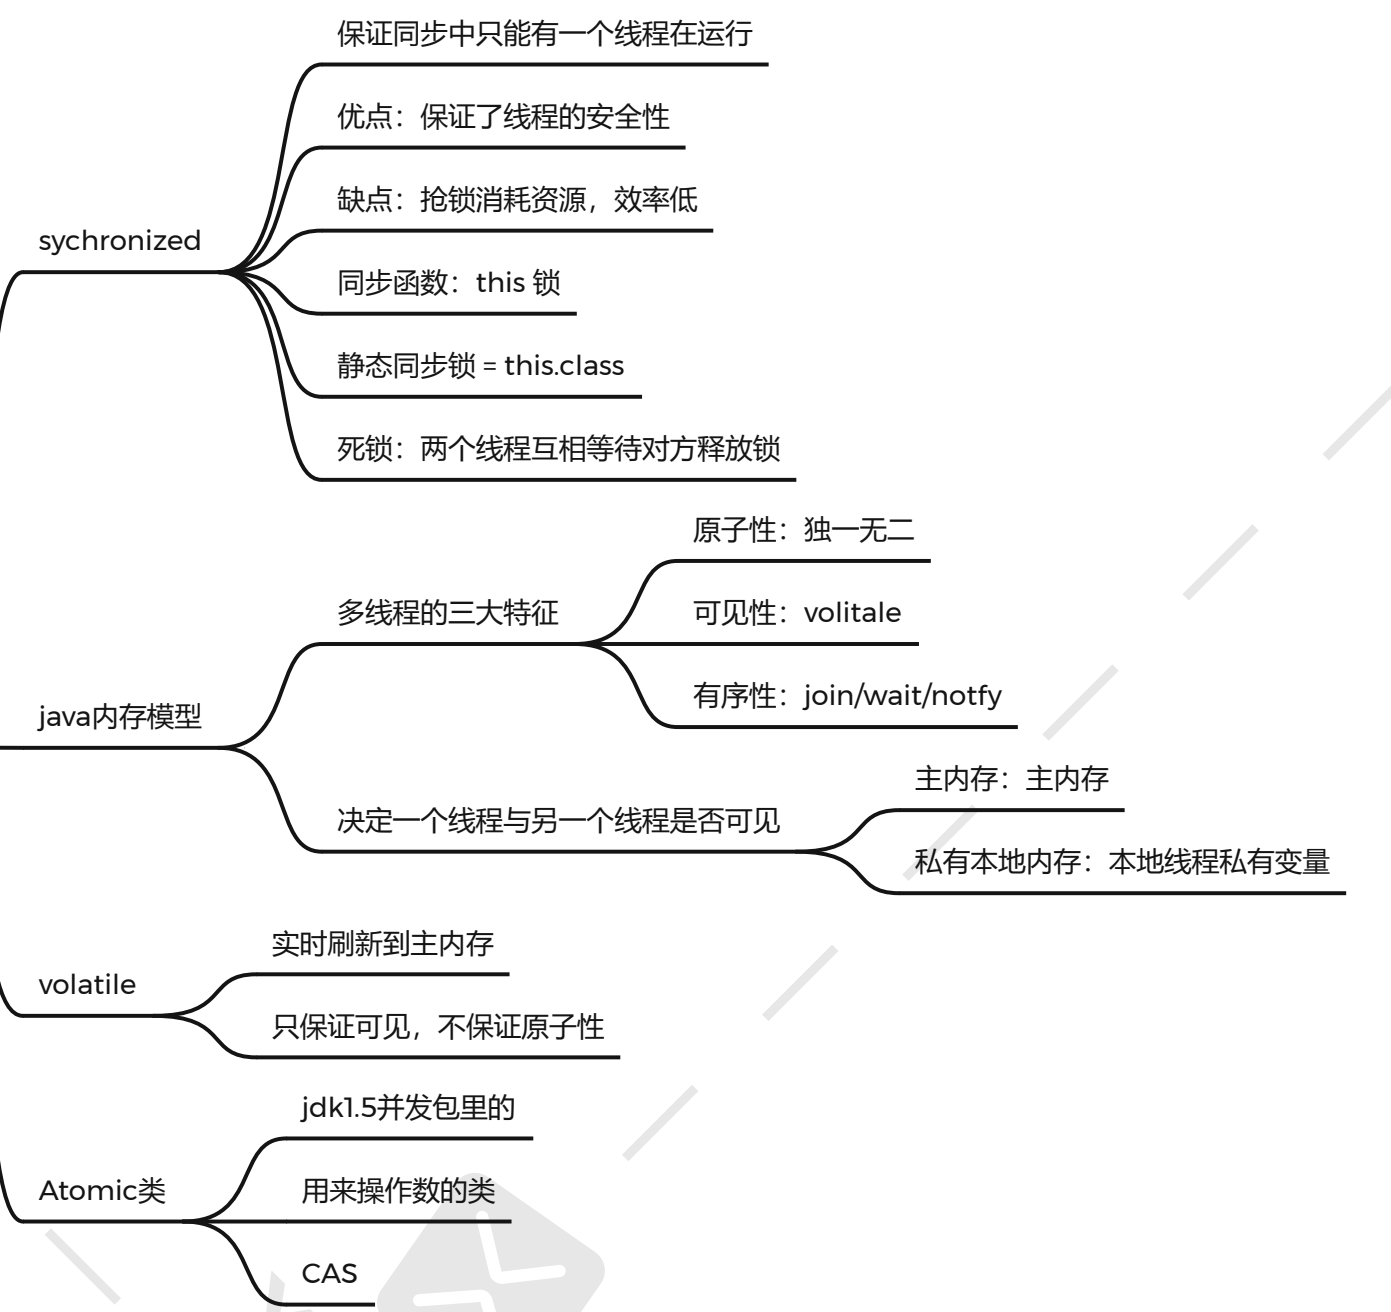 sychronized
保证同步中只能有一个线程在运行
优点：保证了线程的安全性
缺点：抢锁消耗资源，效率低
同步函数：this 锁
静态同步锁 = this.class
死锁：两个线程互相等待对方释放锁
java内存模型
多线程的三大特征
原子性：独一无二
可见性：volitale
有序性：join/wait/notfy
决定一个线程与另一个线程是否可见
主内存：主内存
私有本地内存：本地线程私有变量
volatile
实时刷新到主内存
只保证可见，不保证原子性
Atomic类
jdk1.5并发包里的
用来操作数的类
CAS